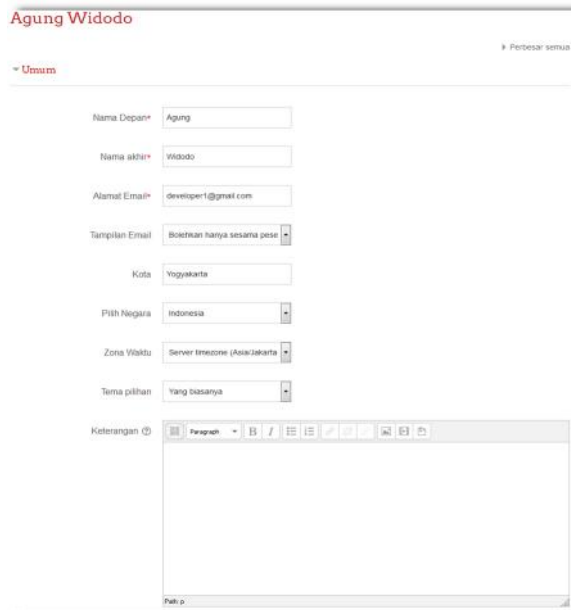 Agung Widodo
Perbesar semua
Umum
Nama Depan* Agung
Nama akhir* Widodo
Alamat Email* developer1@gmail.com
Tampilan Email Bolehkan hanya sesama pese
Kota Yogyakarta
Pilih Negara Indonesia
Zona Waktu Server timezone (Asia/Jakarta
Tema pilihan Yang biasanya
Keterangan Paragraph B I
Path: p